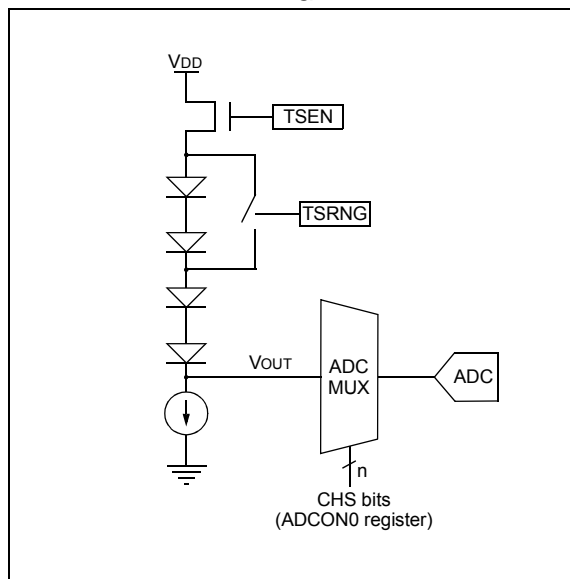 VDD
TSEN
TSRNG
VOUT
ADC
MUX
ADC
n
CHS bits
(ADCON0 register)